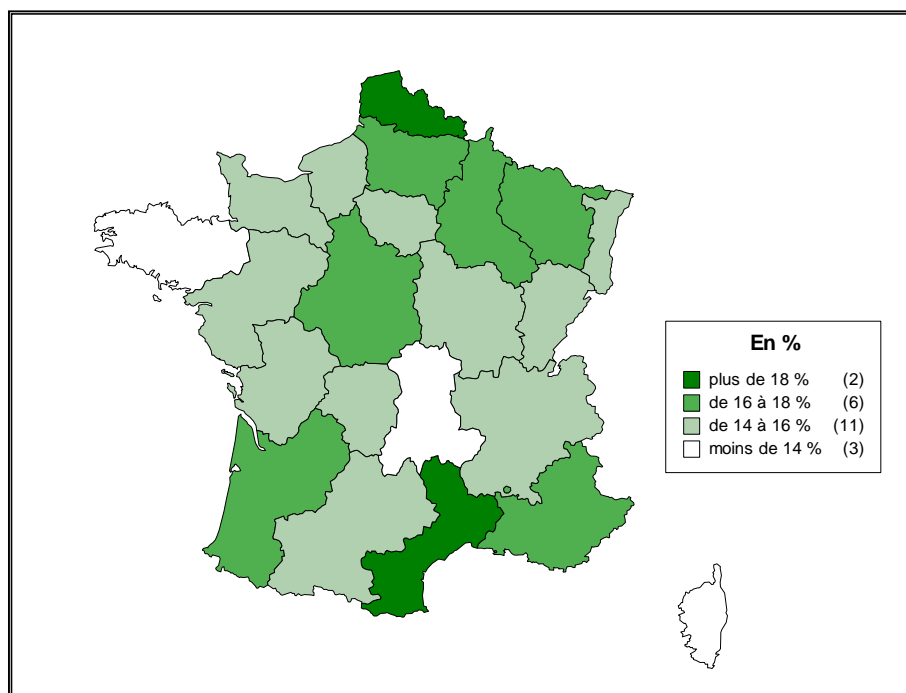 En %
plus de 18 % (2)
de 16 à 18 % (6)
de 14 à 16 % (11)
moins de 14 % (3)